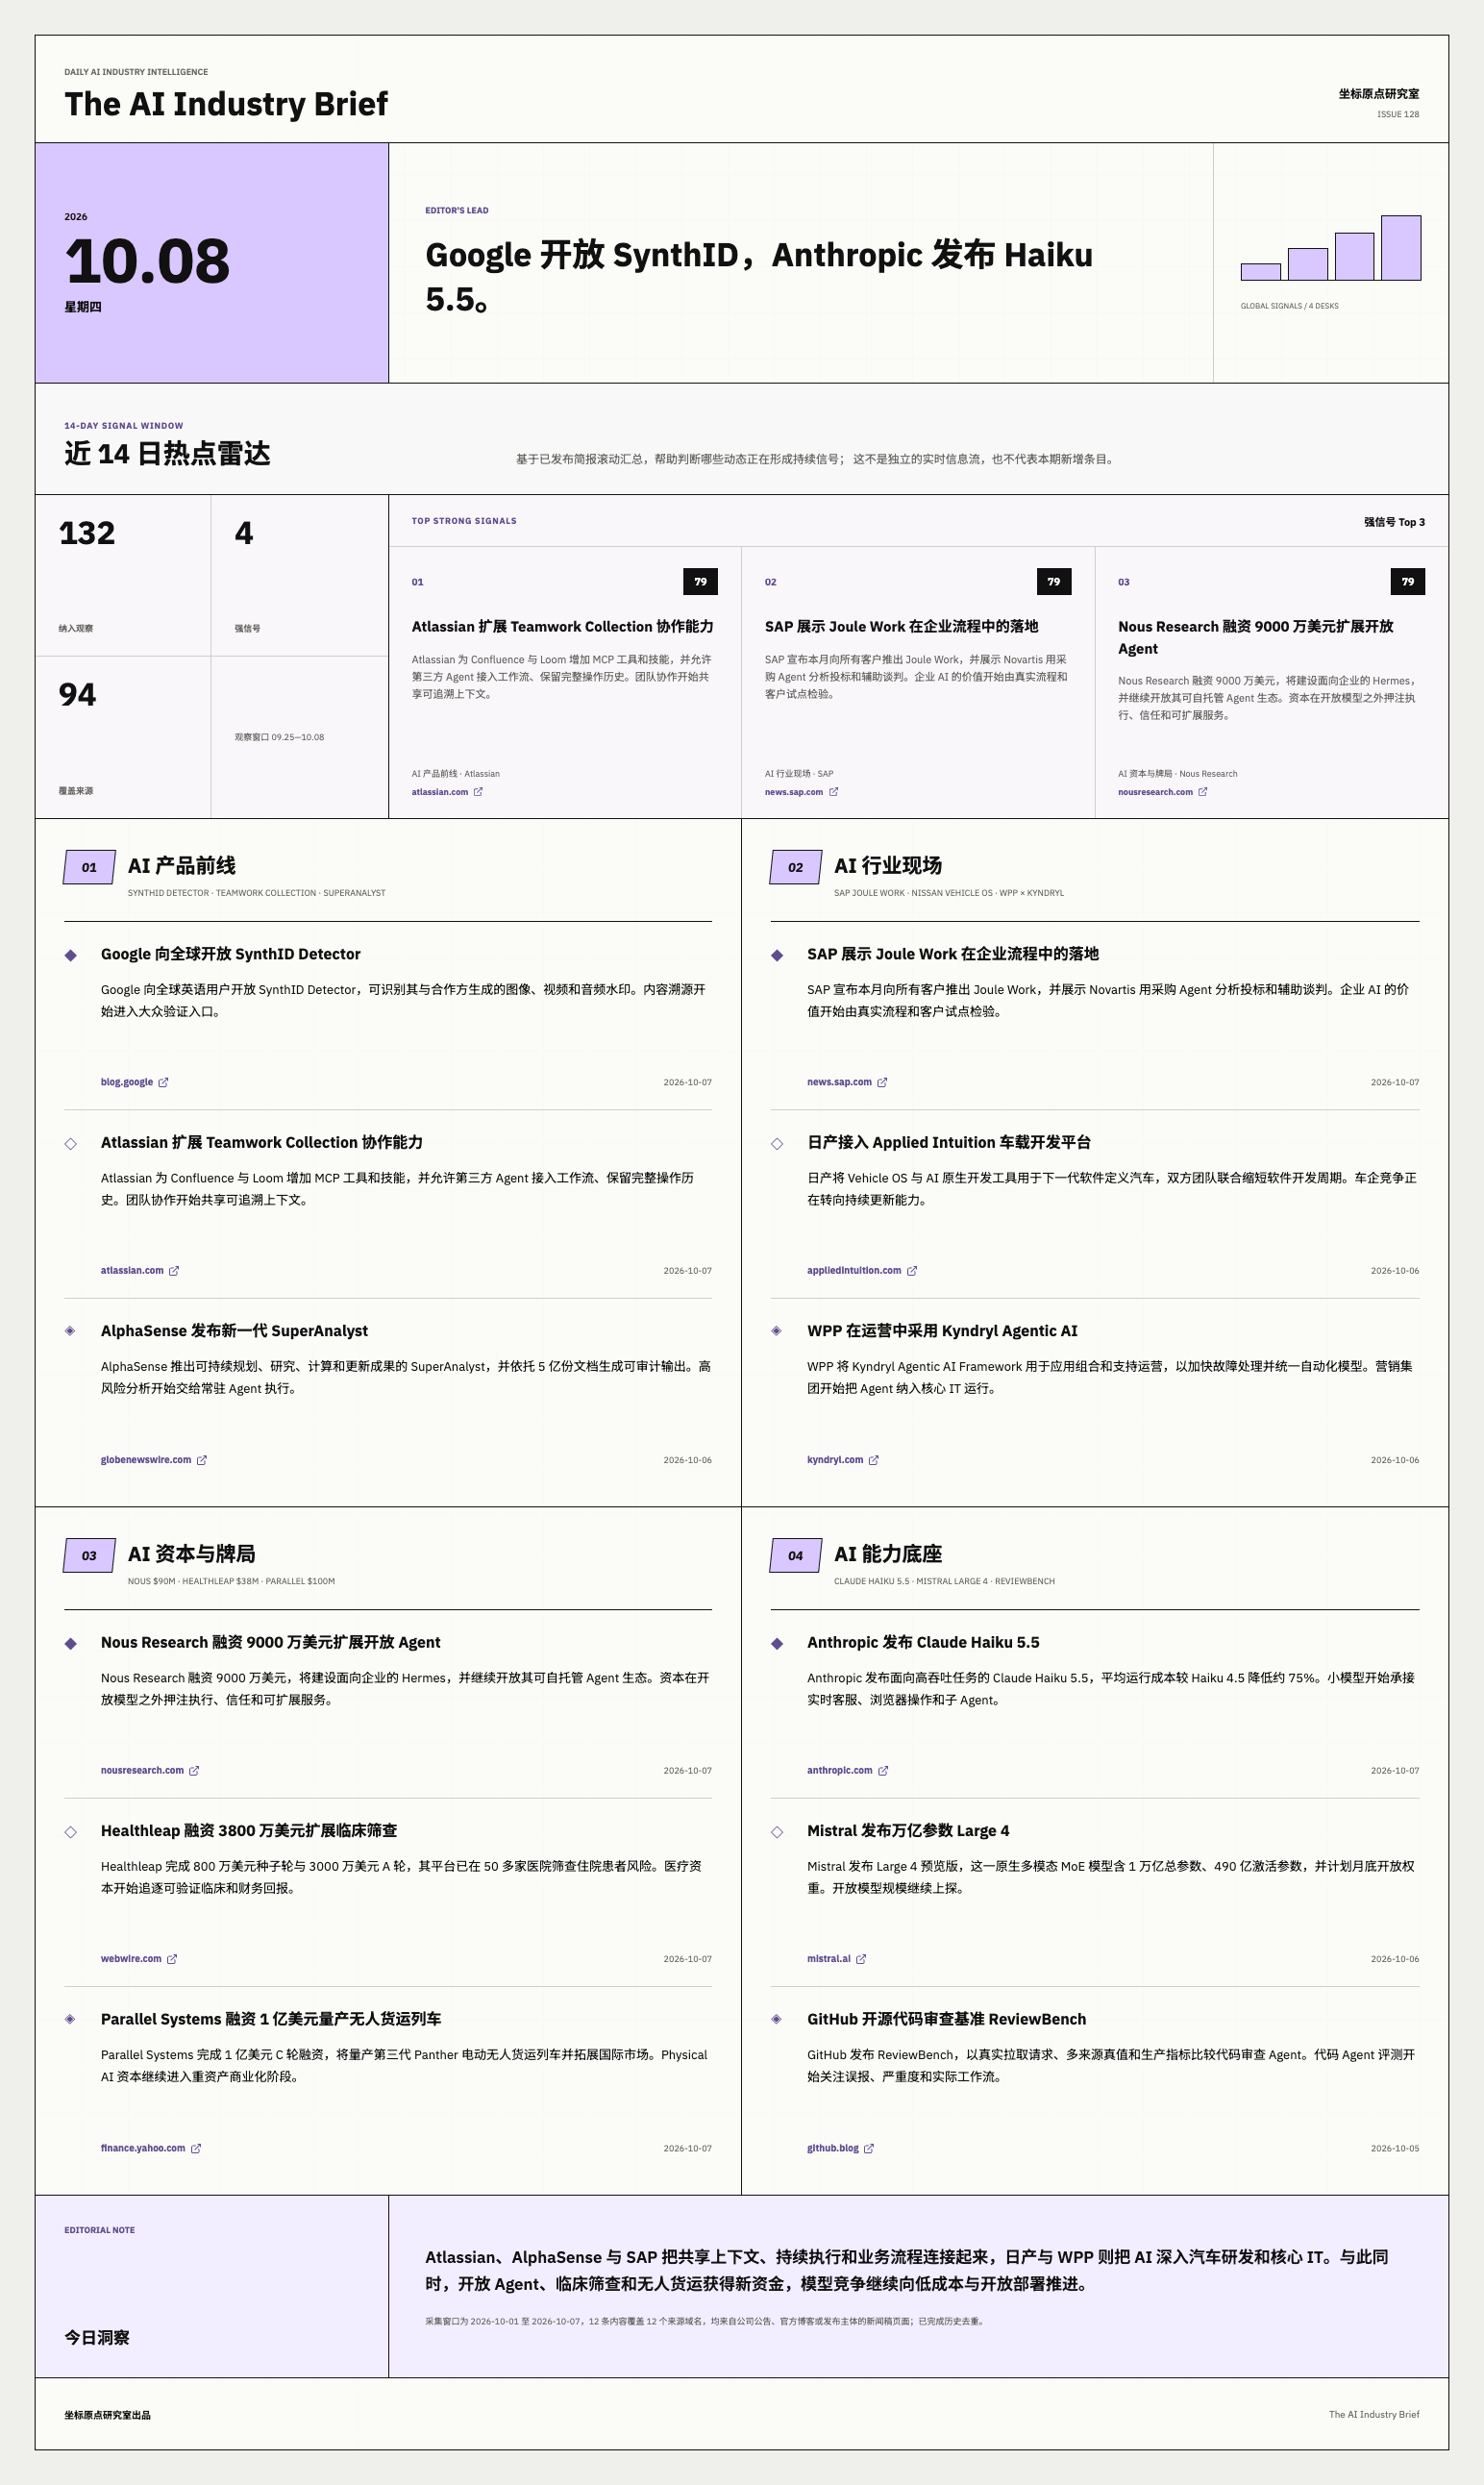 DAILY AI INDUSTRY INTELLIGENCE
The AI Industry Brief
坐标原点研究室
ISSUE 128
2026
10.08
星期四
EDITOR'S LEAD
Google 开放 SynthID，Anthropic 发布 Haiku
5.5。
GLOBAL SIGNALS / 4 DESKS
14-DAY SIGNAL WINDOW
近 14 日热点雷达
基于已发布简报滚动汇总，帮助判断哪些动态正在形成持续信号； 这不是独立的实时信息流，也不代表本期新增条目。
132
纳入观察
4
强信号
94
覆盖来源
观察窗口 09.25—10.08
TOP STRONG SIGNALS
强信号 Top 3
01
79
Atlassian 扩展 Teamwork Collection 协作能力
Atlassian 为 Confluence 与 Loom 增加 MCP 工具和技能，并允许
第三方 Agent 接入工作流、保留完整操作历史。团队协作开始共
享可追溯上下文。
AI 产品前线 · Atlassian
atlassian.com
02
79
SAP 展示 Joule Work 在企业流程中的落地
SAP 宣布本月向所有客户推出 Joule Work，并展示 Novartis 用采
购 Agent 分析投标和辅助谈判。企业 AI 的价值开始由真实流程和
客户试点检验。
AI 行业现场 · SAP
news.sap.com
03
79
Nous Research 融资 9000 万美元扩展开放
Agent
Nous Research 融资 9000 万美元，将建设面向企业的 Hermes，
并继续开放其可自托管 Agent 生态。资本在开放模型之外押注执
行、信任和可扩展服务。
AI 资本与牌局 · Nous Research
nousresearch.com
01
AI 产品前线
SYNTHID DETECTOR · TEAMWORK COLLECTION · SUPERANALYST
◆ Google 向全球开放 SynthID Detector
Google 向全球英语用户开放 SynthID Detector，可识别其与合作方生成的图像、视频和音频水印。内容溯源开
始进入大众验证入口。
blog.google
2026-10-07
◇ Atlassian 扩展 Teamwork Collection 协作能力
Atlassian 为 Confluence 与 Loom 增加 MCP 工具和技能，并允许第三方 Agent 接入工作流、保留完整操作历
史。团队协作开始共享可追溯上下文。
atlassian.com
2026-10-07
◈ AlphaSense 发布新一代 SuperAnalyst
AlphaSense 推出可持续规划、研究、计算和更新成果的 SuperAnalyst，并依托 5 亿份文档生成可审计输出。高
风险分析开始交给常驻 Agent 执行。
globenewswire.com
2026-10-06
02
AI 行业现场
SAP JOULE WORK · NISSAN VEHICLE OS · WPP × KYNDRYL
◆ SAP 展示 Joule Work 在企业流程中的落地
SAP 宣布本月向所有客户推出 Joule Work，并展示 Novartis 用采购 Agent 分析投标和辅助谈判。企业 AI 的价
值开始由真实流程和客户试点检验。
news.sap.com
2026-10-07
◇ 日产接入 Applied Intuition 车载开发平台
日产将 Vehicle OS 与 AI 原生开发工具用于下一代软件定义汽车，双方团队联合缩短软件开发周期。车企竞争正
在转向持续更新能力。
appliedintuition.com
2026-10-06
◈ WPP 在运营中采用 Kyndryl Agentic AI
WPP 将 Kyndryl Agentic AI Framework 用于应用组合和支持运营，以加快故障处理并统一自动化模型。营销集
团开始把 Agent 纳入核心 IT 运行。
kyndryl.com
2026-10-06
03
AI 资本与牌局
NOUS $90M · HEALTHLEAP $38M · PARALLEL $100M
◆ Nous Research 融资 9000 万美元扩展开放 Agent
Nous Research 融资 9000 万美元，将建设面向企业的 Hermes，并继续开放其可自托管 Agent 生态。资本在开
放模型之外押注执行、信任和可扩展服务。
nousresearch.com
2026-10-07
◇ Healthleap 融资 3800 万美元扩展临床筛查
Healthleap 完成 800 万美元种子轮与 3000 万美元 A 轮，其平台已在 50 多家医院筛查住院患者风险。医疗资
本开始追逐可验证临床和财务回报。
webwire.com
2026-10-07
◈ Parallel Systems 融资 1 亿美元量产无人货运列车
Parallel Systems 完成 1 亿美元 C 轮融资，将量产第三代 Panther 电动无人货运列车并拓展国际市场。Physical
AI 资本继续进入重资产商业化阶段。
finance.yahoo.com
2026-10-07
04
AI 能力底座
CLAUDE HAIKU 5.5 · MISTRAL LARGE 4 · REVIEWBENCH
◆ Anthropic 发布 Claude Haiku 5.5
Anthropic 发布面向高吞吐任务的 Claude Haiku 5.5，平均运行成本较 Haiku 4.5 降低约 75%。小模型开始承接
实时客服、浏览器操作和子 Agent。
anthropic.com
2026-10-07
◇ Mistral 发布万亿参数 Large 4
Mistral 发布 Large 4 预览版，这一原生多模态 MoE 模型含 1 万亿总参数、490 亿激活参数，并计划月底开放权
重。开放模型规模继续上探。
mistral.ai
2026-10-06
◈ GitHub 开源代码审查基准 ReviewBench
GitHub 发布 ReviewBench，以真实拉取请求、多来源真值和生产指标比较代码审查 Agent。代码 Agent 评测开
始关注误报、严重度和实际工作流。
github.blog
2026-10-05
EDITORIAL NOTE
今日洞察
Atlassian、AlphaSense 与 SAP 把共享上下文、持续执行和业务流程连接起来，日产与 WPP 则把 AI 深入汽车研发和核心 IT。与此同
时，开放 Agent、临床筛查和无人货运获得新资金，模型竞争继续向低成本与开放部署推进。
采集窗口为 2026-10-01 至 2026-10-07，12 条内容覆盖 12 个来源域名，均来自公司公告、官方博客或发布主体的新闻稿页面；已完成历史去重。
坐标原点研究室出品
The AI Industry Brief